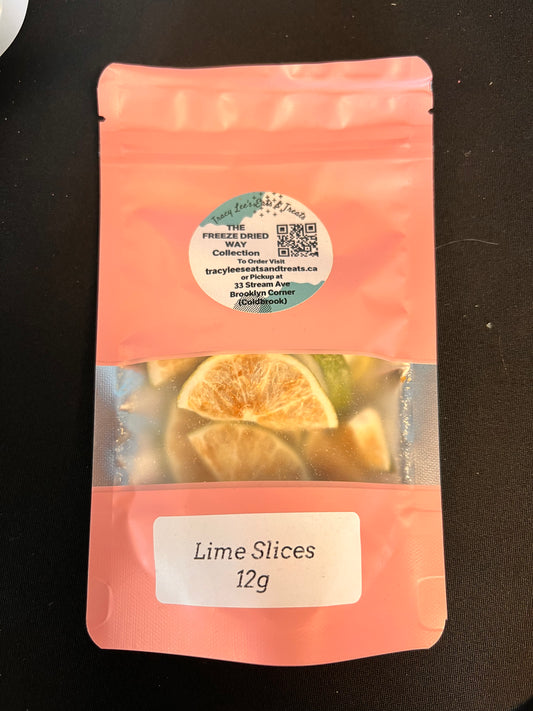 Tracy Lee's Eats & Treats
THE
FREEZE DRIED
WAY
Collection
To Order Visit
tracyleeseatsandtreats.ca
or Pickup at
33 Stream Ave
Brooklyn Corner
(Coldbrook)
Lime Slices
12g